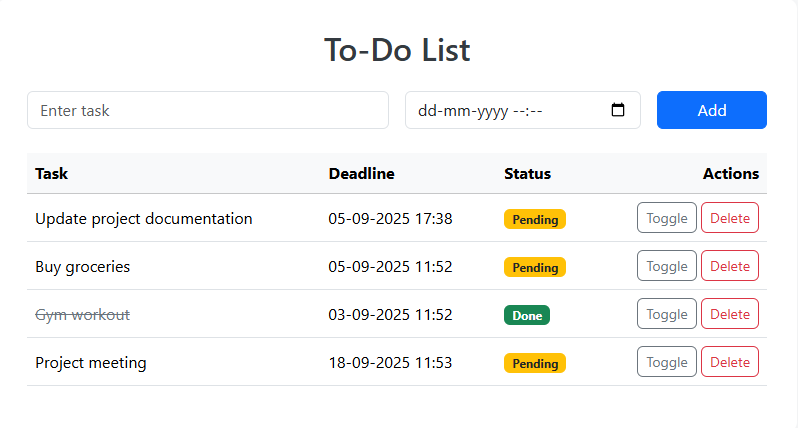 To-Do List
Enter task dd-mm-yyyy --:-- Add
Task Deadline Status Actions
Update project documentation 05-09-2025 17:38 Pending Toggle Delete
Buy groceries 05-09-2025 11:52 Pending Toggle Delete
Gym workout 03-09-2025 11:52 Done Toggle Delete
Project meeting 18-09-2025 11:53 Pending Toggle Delete